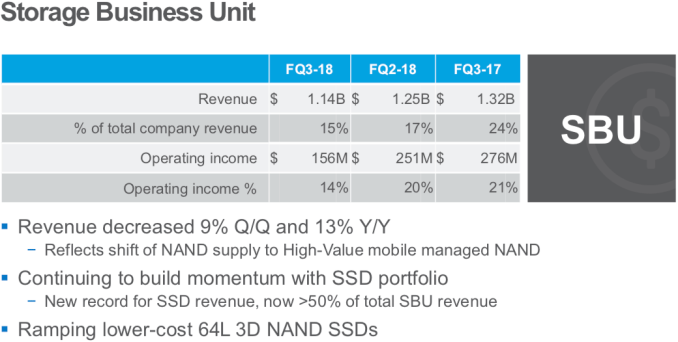 Storage Business Unit
FQ3-18 FQ2-18 FQ3-17
Revenue $ 1.14B $ 1.25B $ 1.32B
% of total company revenue 15% 17% 24%
Operating income $ 156M $ 251M $ 276M
Operating income % 14% 20% 21%
SBU
▪ Revenue decreased 9% Q/Q and 13% Y/Y
− Reflects shift of NAND supply to High-Value mobile managed NAND
▪ Continuing to build momentum with SSD portfolio
− New record for SSD revenue, now >50% of total SBU revenue
▪ Ramping lower-cost 64L 3D NAND SSDs